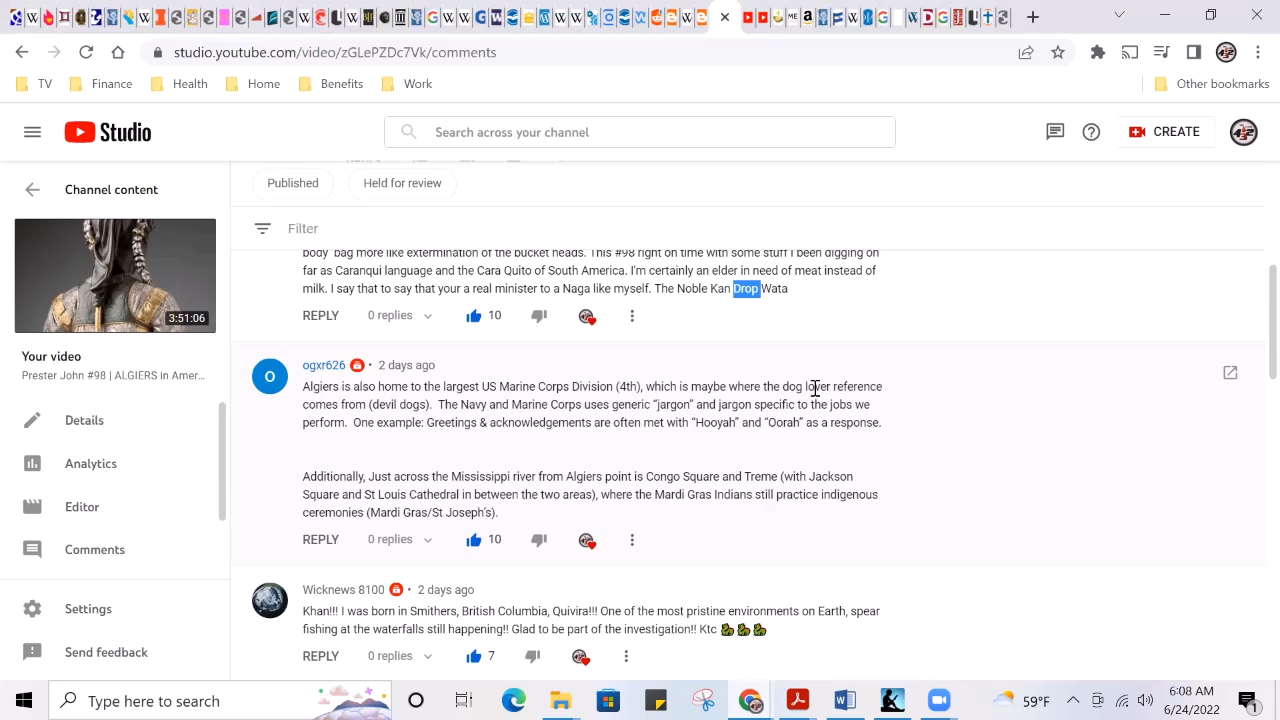 studio.youtube.com/video/zGLePZDc7Vk/comments
TV
Finance
Health
Home
Benefits
Work
Other bookmarks
Studio
Search across your channel
CREATE
Channel content
3:51:06
Your video
Prester John #98 | ALGIERS in Amer...
Details
Analytics
Editor
Comments
Settings
Send feedback
Published
Held for review
Filter
body bag more like extermination of the bucket heads. This #98 right on time with some stuff I been digging on
far as Caranqui language and the Cara Quito of South America. I'm certainly an elder in need of meat instead of
milk. I say that to say that your a real minister to a Naga like myself. The Noble Kan Drop Wata
REPLY 0 replies 10
O
ogxr626 • 2 days ago
Algiers is also home to the largest US Marine Corps Division (4th), which is maybe where the dog lover reference
comes from (devil dogs). The Navy and Marine Corps uses generic “jargon” and jargon specific to the jobs we
perform. One example: Greetings & acknowledgements are often met with “Hooyah” and “Oorah” as a response.
Additionally, Just across the Mississippi river from Algiers point is Congo Square and Treme (with Jackson
Square and St Louis Cathedral in between the two areas), where the Mardi Gras Indians still practice indigenous
ceremonies (Mardi Gras/St Joseph’s).
REPLY 0 replies 10
Wicknews 8100 • 2 days ago
Khan!!! I was born in Smithers, British Columbia, Quivira!!! One of the most pristine environments on Earth, spear
fishing at the waterfalls still happening!! Glad to be part of the investigation!! Ktc
REPLY 0 replies 7
Type here to search
59°F
6:08 AM
6/24/2022